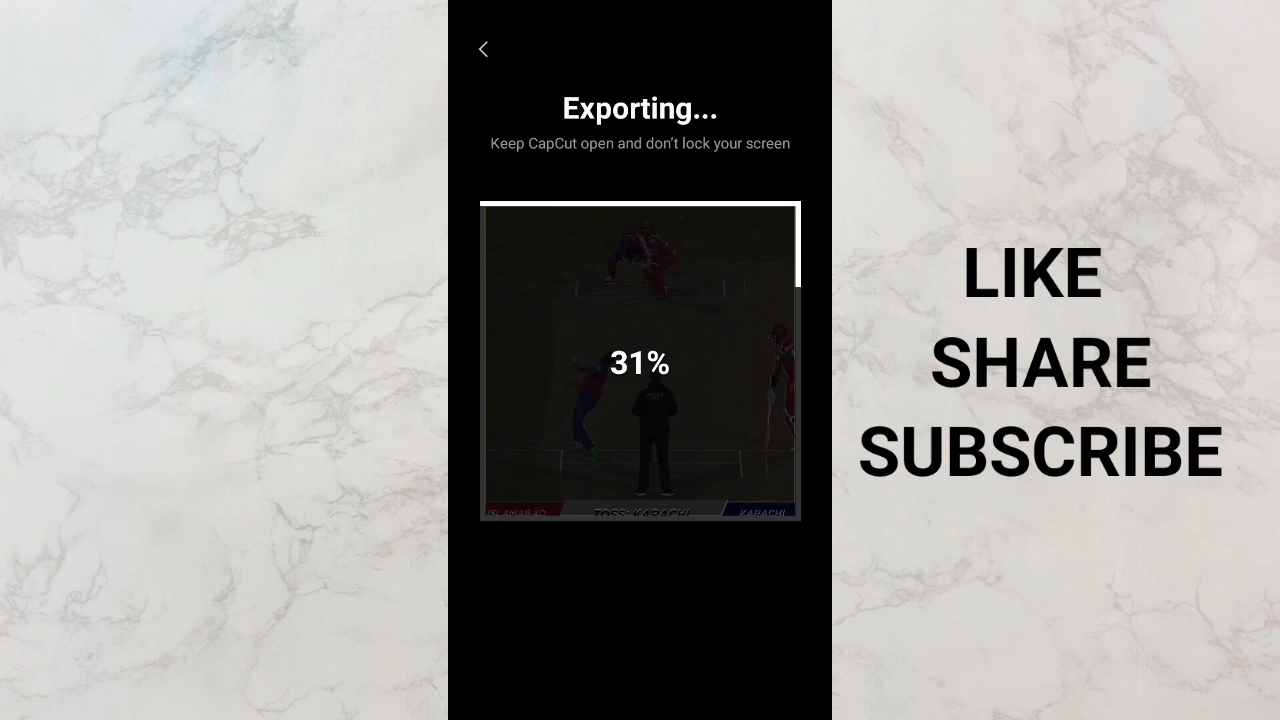 Exporting...
Keep CapCut open and don't lock your screen
31%
ISLAMABAD TOSS: KARACHI KARACHI
LIKE
SHARE
SUBSCRIBE